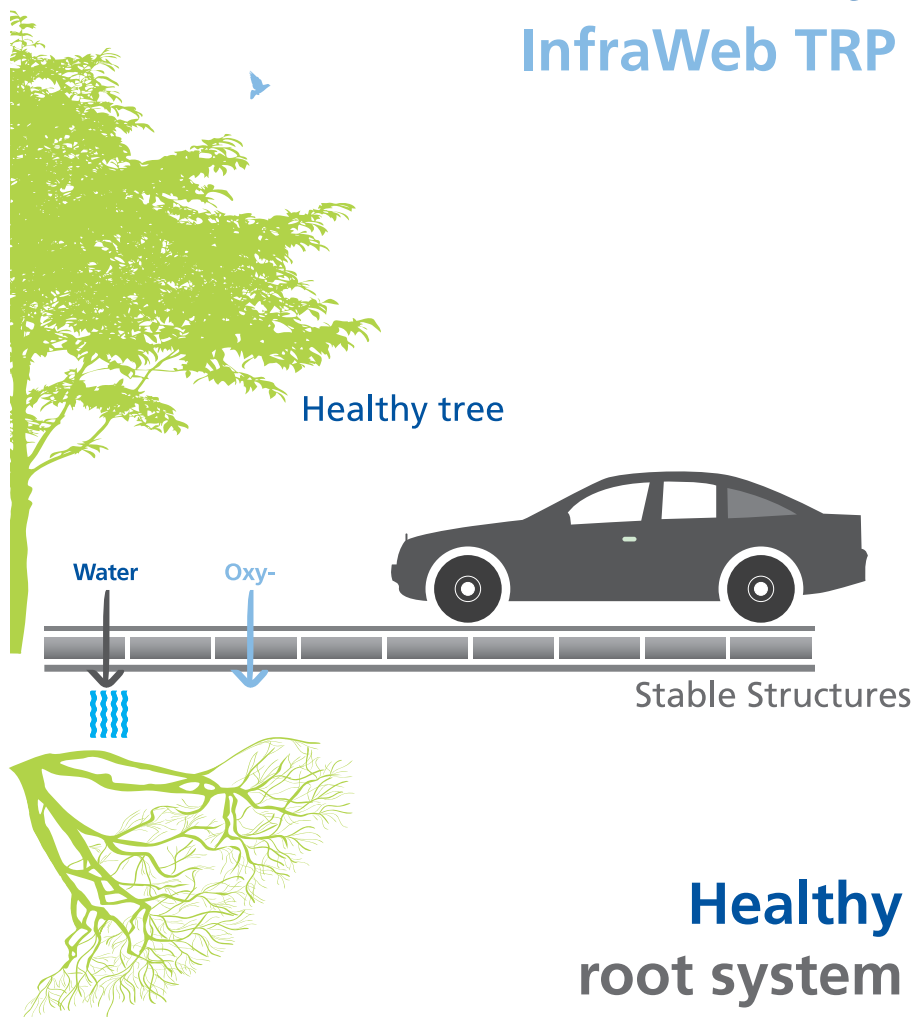 InfraWeb TRP
Healthy tree
Water
Oxy-
Stable Structures
Healthy
root system